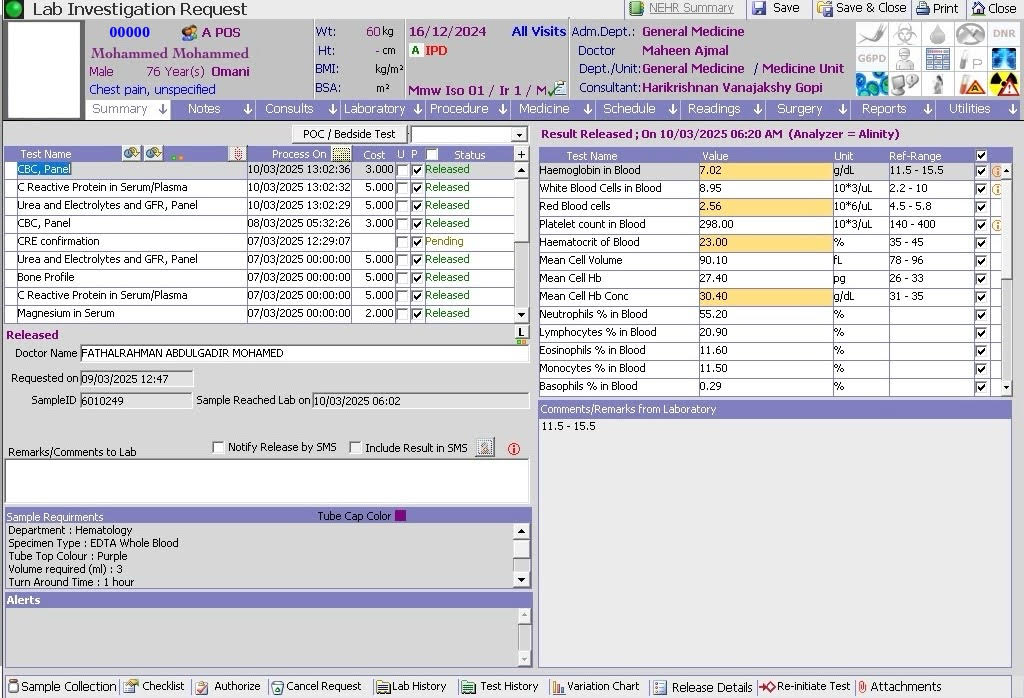 Lab Investigation Request
NEHR Summary Save Save & Close Print Close
00000 A POS
Mohammed Mohammed
Male 76 Year(s) Omani
Chest pain, unspecified
Wt: 60 kg
Ht: - cm
BMI: kg/m²
BSA: m²
16/12/2024 All Visits
A IPD
Mmw Iso 01 / Ir 1 / M
Adm.Dept.: General Medicine
Doctor Maheen Ajmal
Dept./Unit: General Medicine / Medicine Unit
Consultant: Harikrishnan Vanajakshy Gopi
DNR
G6PD
P
Summary Notes Consults Laboratory Procedure Medicine Schedule Readings Surgery Reports Utilities
POC / Bedside Test
Test Name Process On Cost U P Status
CBC, Panel 10/03/2025 13:02:36 3.000 Released
C Reactive Protein in Serum/Plasma 10/03/2025 13:02:32 5.000 Released
Urea and Electrolytes and GFR, Panel 10/03/2025 13:02:29 5.000 Released
CBC, Panel 08/03/2025 05:32:26 3.000 Released
CRE confirmation 07/03/2025 12:29:07 Pending
Urea and Electrolytes and GFR, Panel 07/03/2025 00:00:00 5.000 Released
Bone Profile 07/03/2025 00:00:00 5.000 Released
C Reactive Protein in Serum/Plasma 07/03/2025 00:00:00 5.000 Released
Magnesium in Serum 07/03/2025 00:00:00 2.000 Released
Released L
Doctor Name FATHALRAHMAN ABDULGADIR MOHAMED
Requested on 09/03/2025 12:47
SampleID 6010249 Sample Reached Lab on 10/03/2025 06:02
Remarks/Comments to Lab Notify Release by SMS Include Result in SMS
Sample Requirments Tube Cap Color
Department : Hematology
Specimen Type : EDTA Whole Blood
Tube Top Colour : Purple
Volume required (ml) : 3
Turn Around Time : 1 hour
Alerts
Result Released ; On 10/03/2025 06:20 AM (Analyzer = Alinity)
Test Name Value Unit Ref-Range
Haemoglobin in Blood 7.02 g/dL 11.5 - 15.5
White Blood Cells in Blood 8.95 10*3/uL 2.2 - 10
Red Blood cells 2.56 10*6/uL 4.5 - 5.8
Platelet count in Blood 298.00 10*3/uL 140 - 400
Haematocrit of Blood 23.00 % 35 - 45
Mean Cell Volume 90.10 fL 78 - 96
Mean Cell Hb 27.40 pg 26 - 33
Mean Cell Hb Conc 30.40 g/dL 31 - 35
Neutrophils % in Blood 55.20 %
Lymphocytes % in Blood 20.90 %
Eosinophils % in Blood 11.60 %
Monocytes % in Blood 11.50 %
Basophils % in Blood 0.29 %
Comments/Remarks from Laboratory
11.5 - 15.5
Sample Collection Checklist Authorize Cancel Request Lab History Test History Variation Chart Release Details Re-initiate Test Attachments